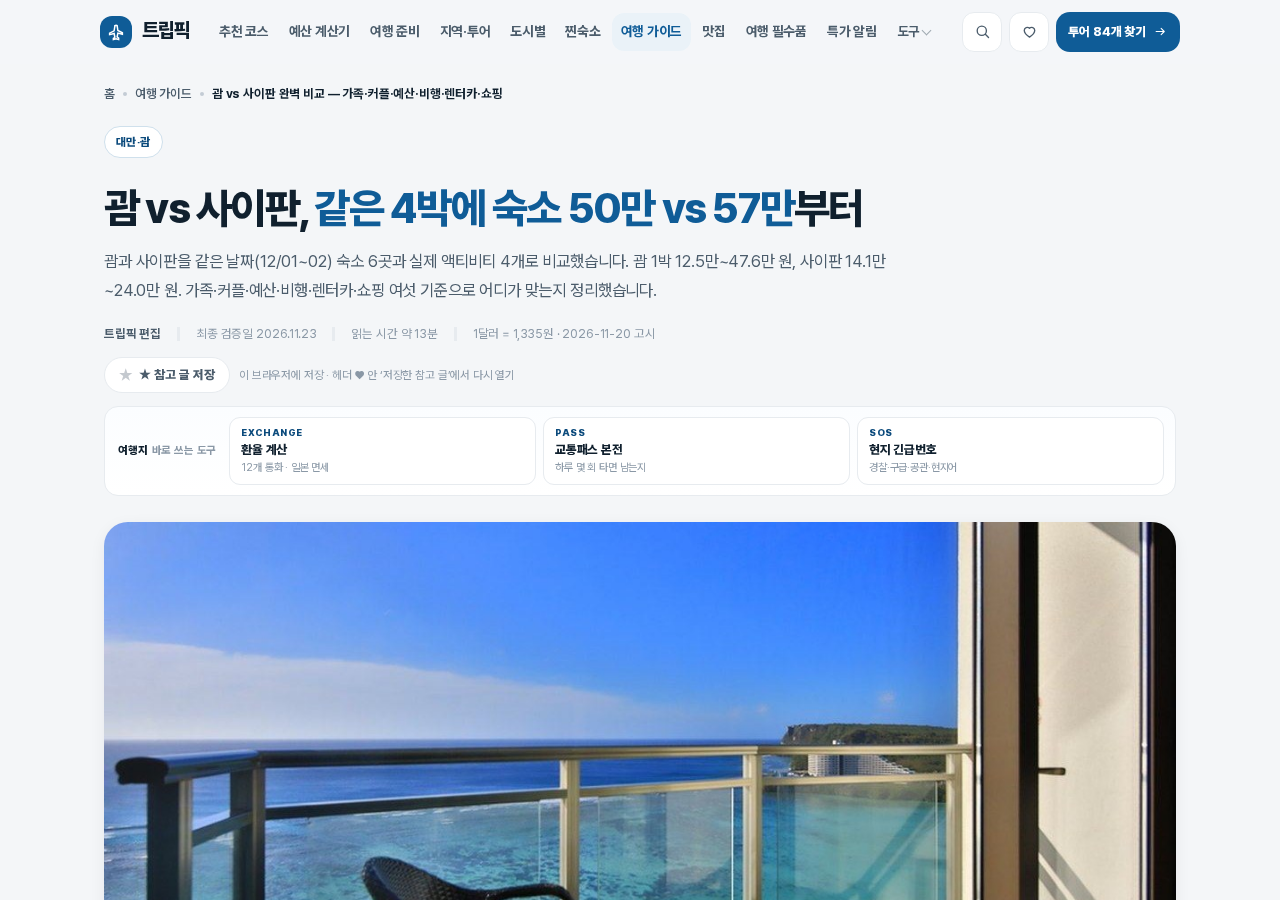 트립픽
추천 코스
예산 계산기
여행 준비
지역·투어
도시별
찐숙소
여행 가이드
맛집
여행 필수품
특가 알림
도구
투어 84개 찾기 →
홈 • 여행 가이드 • 괌 vs 사이판 완벽 비교 — 가족·커플·예산·비행·렌터카·쇼핑
대만·괌
괌 vs 사이판, 같은 4박에 숙소 50만 vs 57만부터
괌과 사이판을 같은 날짜(12/01~02) 숙소 6곳과 실제 액티비티 4개로 비교했습니다. 괌 1박 12.5만~47.6만 원, 사이판 14.1만
~24.0만 원. 가족·커플·예산·비행·렌터카·쇼핑 여섯 기준으로 어디가 맞는지 정리했습니다.
트립픽 편집 | 최종 검증일 2026.11.23 | 읽는 시간 약 13분 | 1달러 = 1,335원 · 2026-11-20 고시
★ ★ 참고 글 저장
이 브라우저에 저장 · 헤더 ♥ 안 '저장한 참고 글'에서 다시 열기
여행지 바로 쓰는 도구
EXCHANGE
환율 계산
12개 통화 · 일본 면세
PASS
교통패스 본전
하루 몇 회 타면 남는지
SOS
현지 긴급번호
경찰·구급·공관·현지어